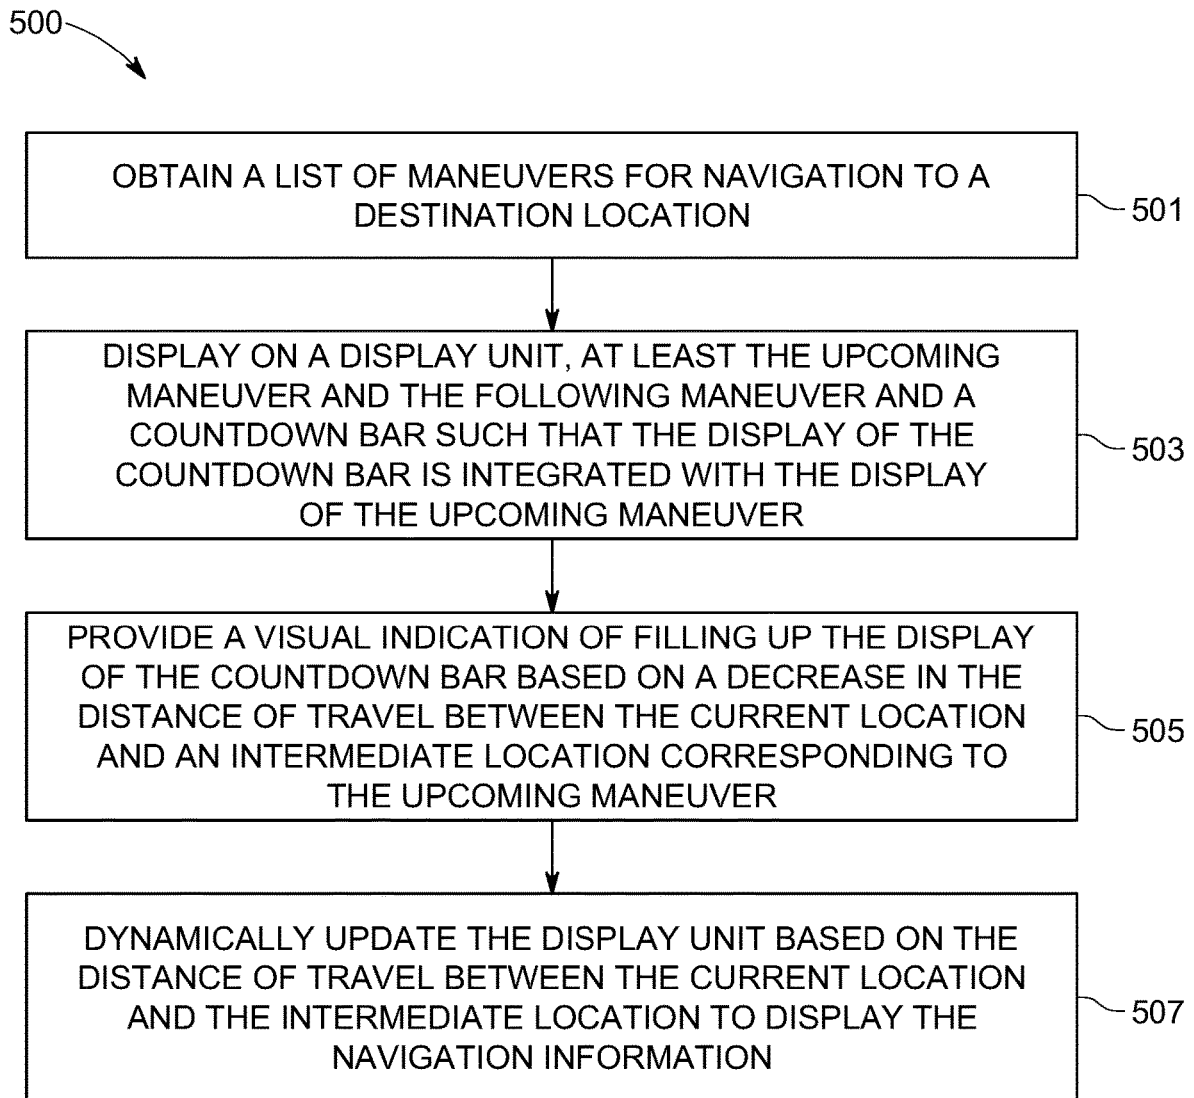 500
OBTAIN A LIST OF MANEUVERS FOR NAVIGATION TO A
DESTINATION LOCATION
501
DISPLAY ON A DISPLAY UNIT, AT LEAST THE UPCOMING
MANEUVER AND THE FOLLOWING MANEUVER AND A
COUNTDOWN BAR SUCH THAT THE DISPLAY OF THE
COUNTDOWN BAR IS INTEGRATED WITH THE DISPLAY
OF THE UPCOMING MANEUVER
503
PROVIDE A VISUAL INDICATION OF FILLING UP THE DISPLAY
OF THE COUNTDOWN BAR BASED ON A DECREASE IN THE
DISTANCE OF TRAVEL BETWEEN THE CURRENT LOCATION
AND AN INTERMEDIATE LOCATION CORRESPONDING TO
THE UPCOMING MANEUVER
505
DYNAMICALLY UPDATE THE DISPLAY UNIT BASED ON THE
DISTANCE OF TRAVEL BETWEEN THE CURRENT LOCATION
AND THE INTERMEDIATE LOCATION TO DISPLAY THE
NAVIGATION INFORMATION
507